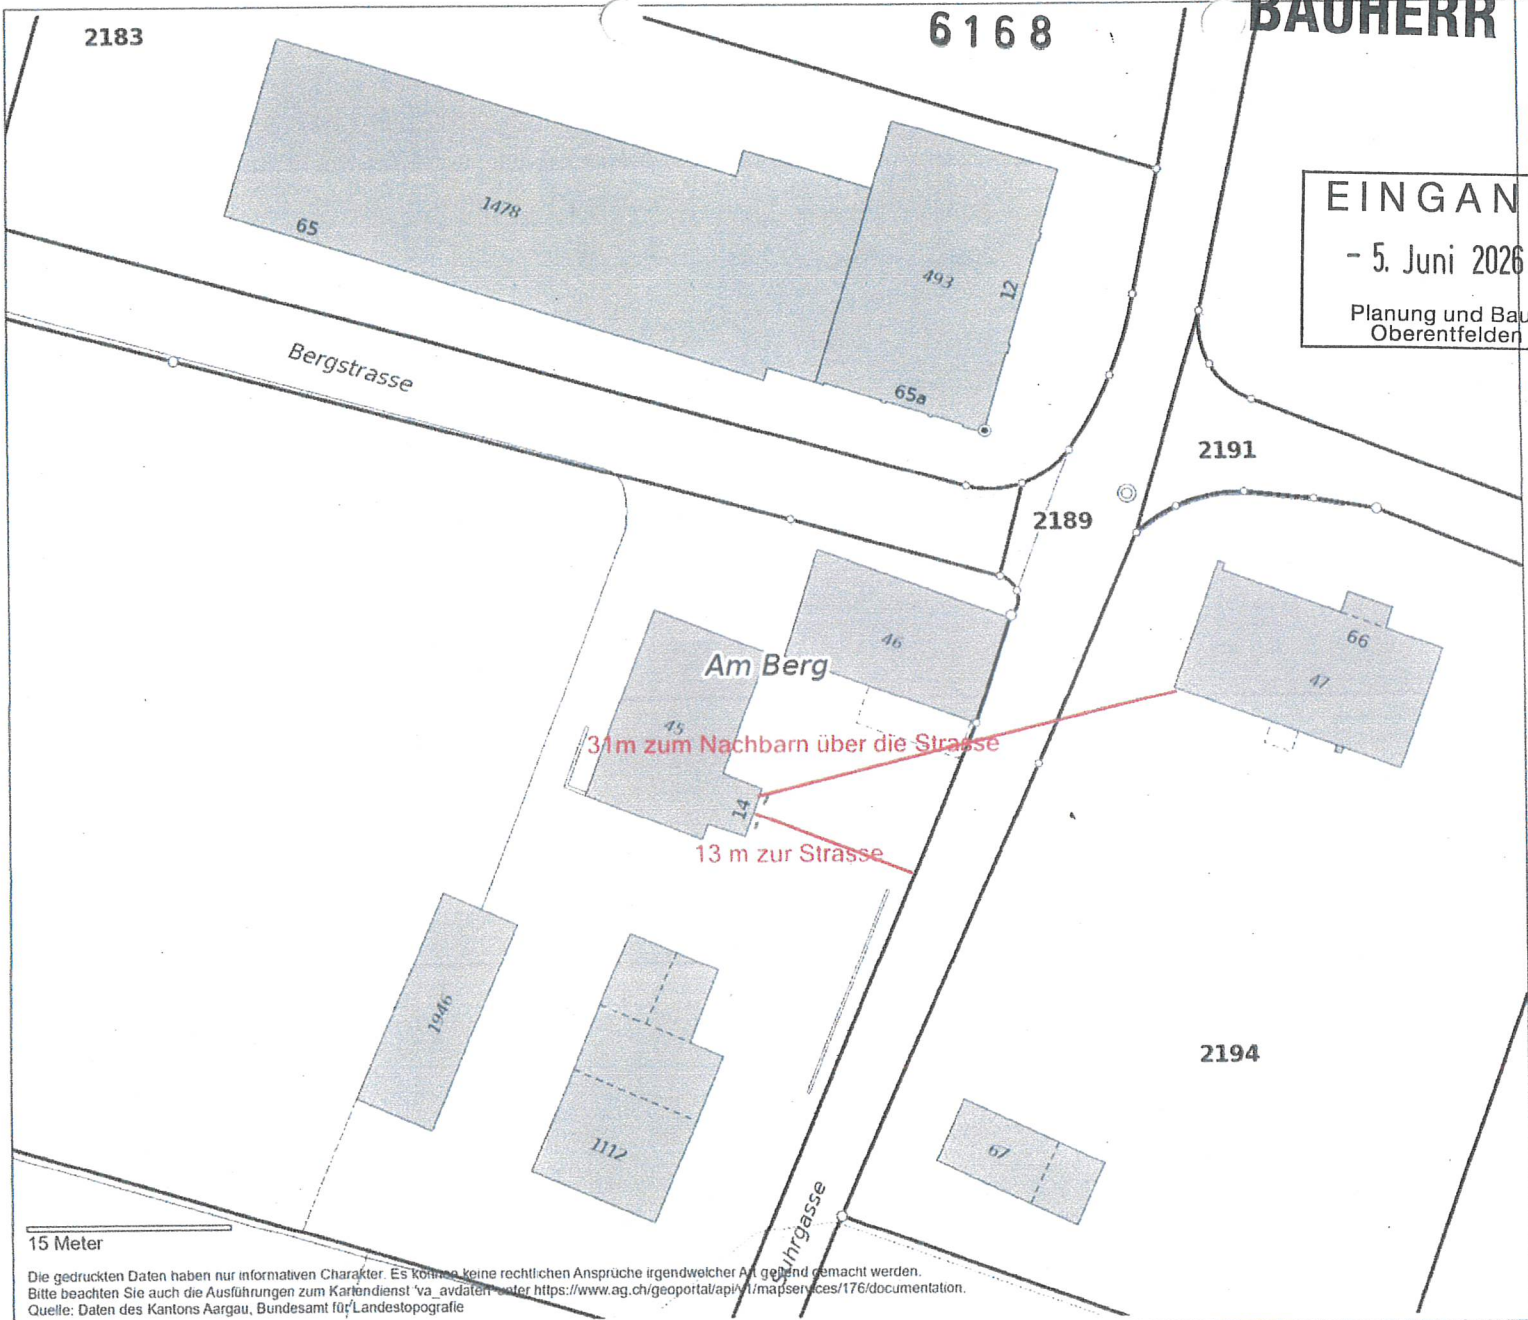 2183
6168
BAUHERR
EINGAN
- 5. Juni 2026
Planung und Bau
Oberentfelden
1478
65
493
12
65a
Bergstrasse
2191
2189
46
66
47
Am Berg
45
31m zum Nachbarn über die Strasse
14
13 m zur Strasse
1946
1112
2194
67
Suhrgasse
15 Meter
Die gedruckten Daten haben nur informativen Charakter. Es können keine rechtlichen Ansprüche irgendwelcher Art geltend gemacht werden.
Bitte beachten Sie auch die Ausführungen zum Kartendienst 'va_avdaten' unter https://www.ag.ch/geoportal/api/v1/mapservices/176/documentation.
Quelle: Daten des Kantons Aargau, Bundesamt für Landestopografie